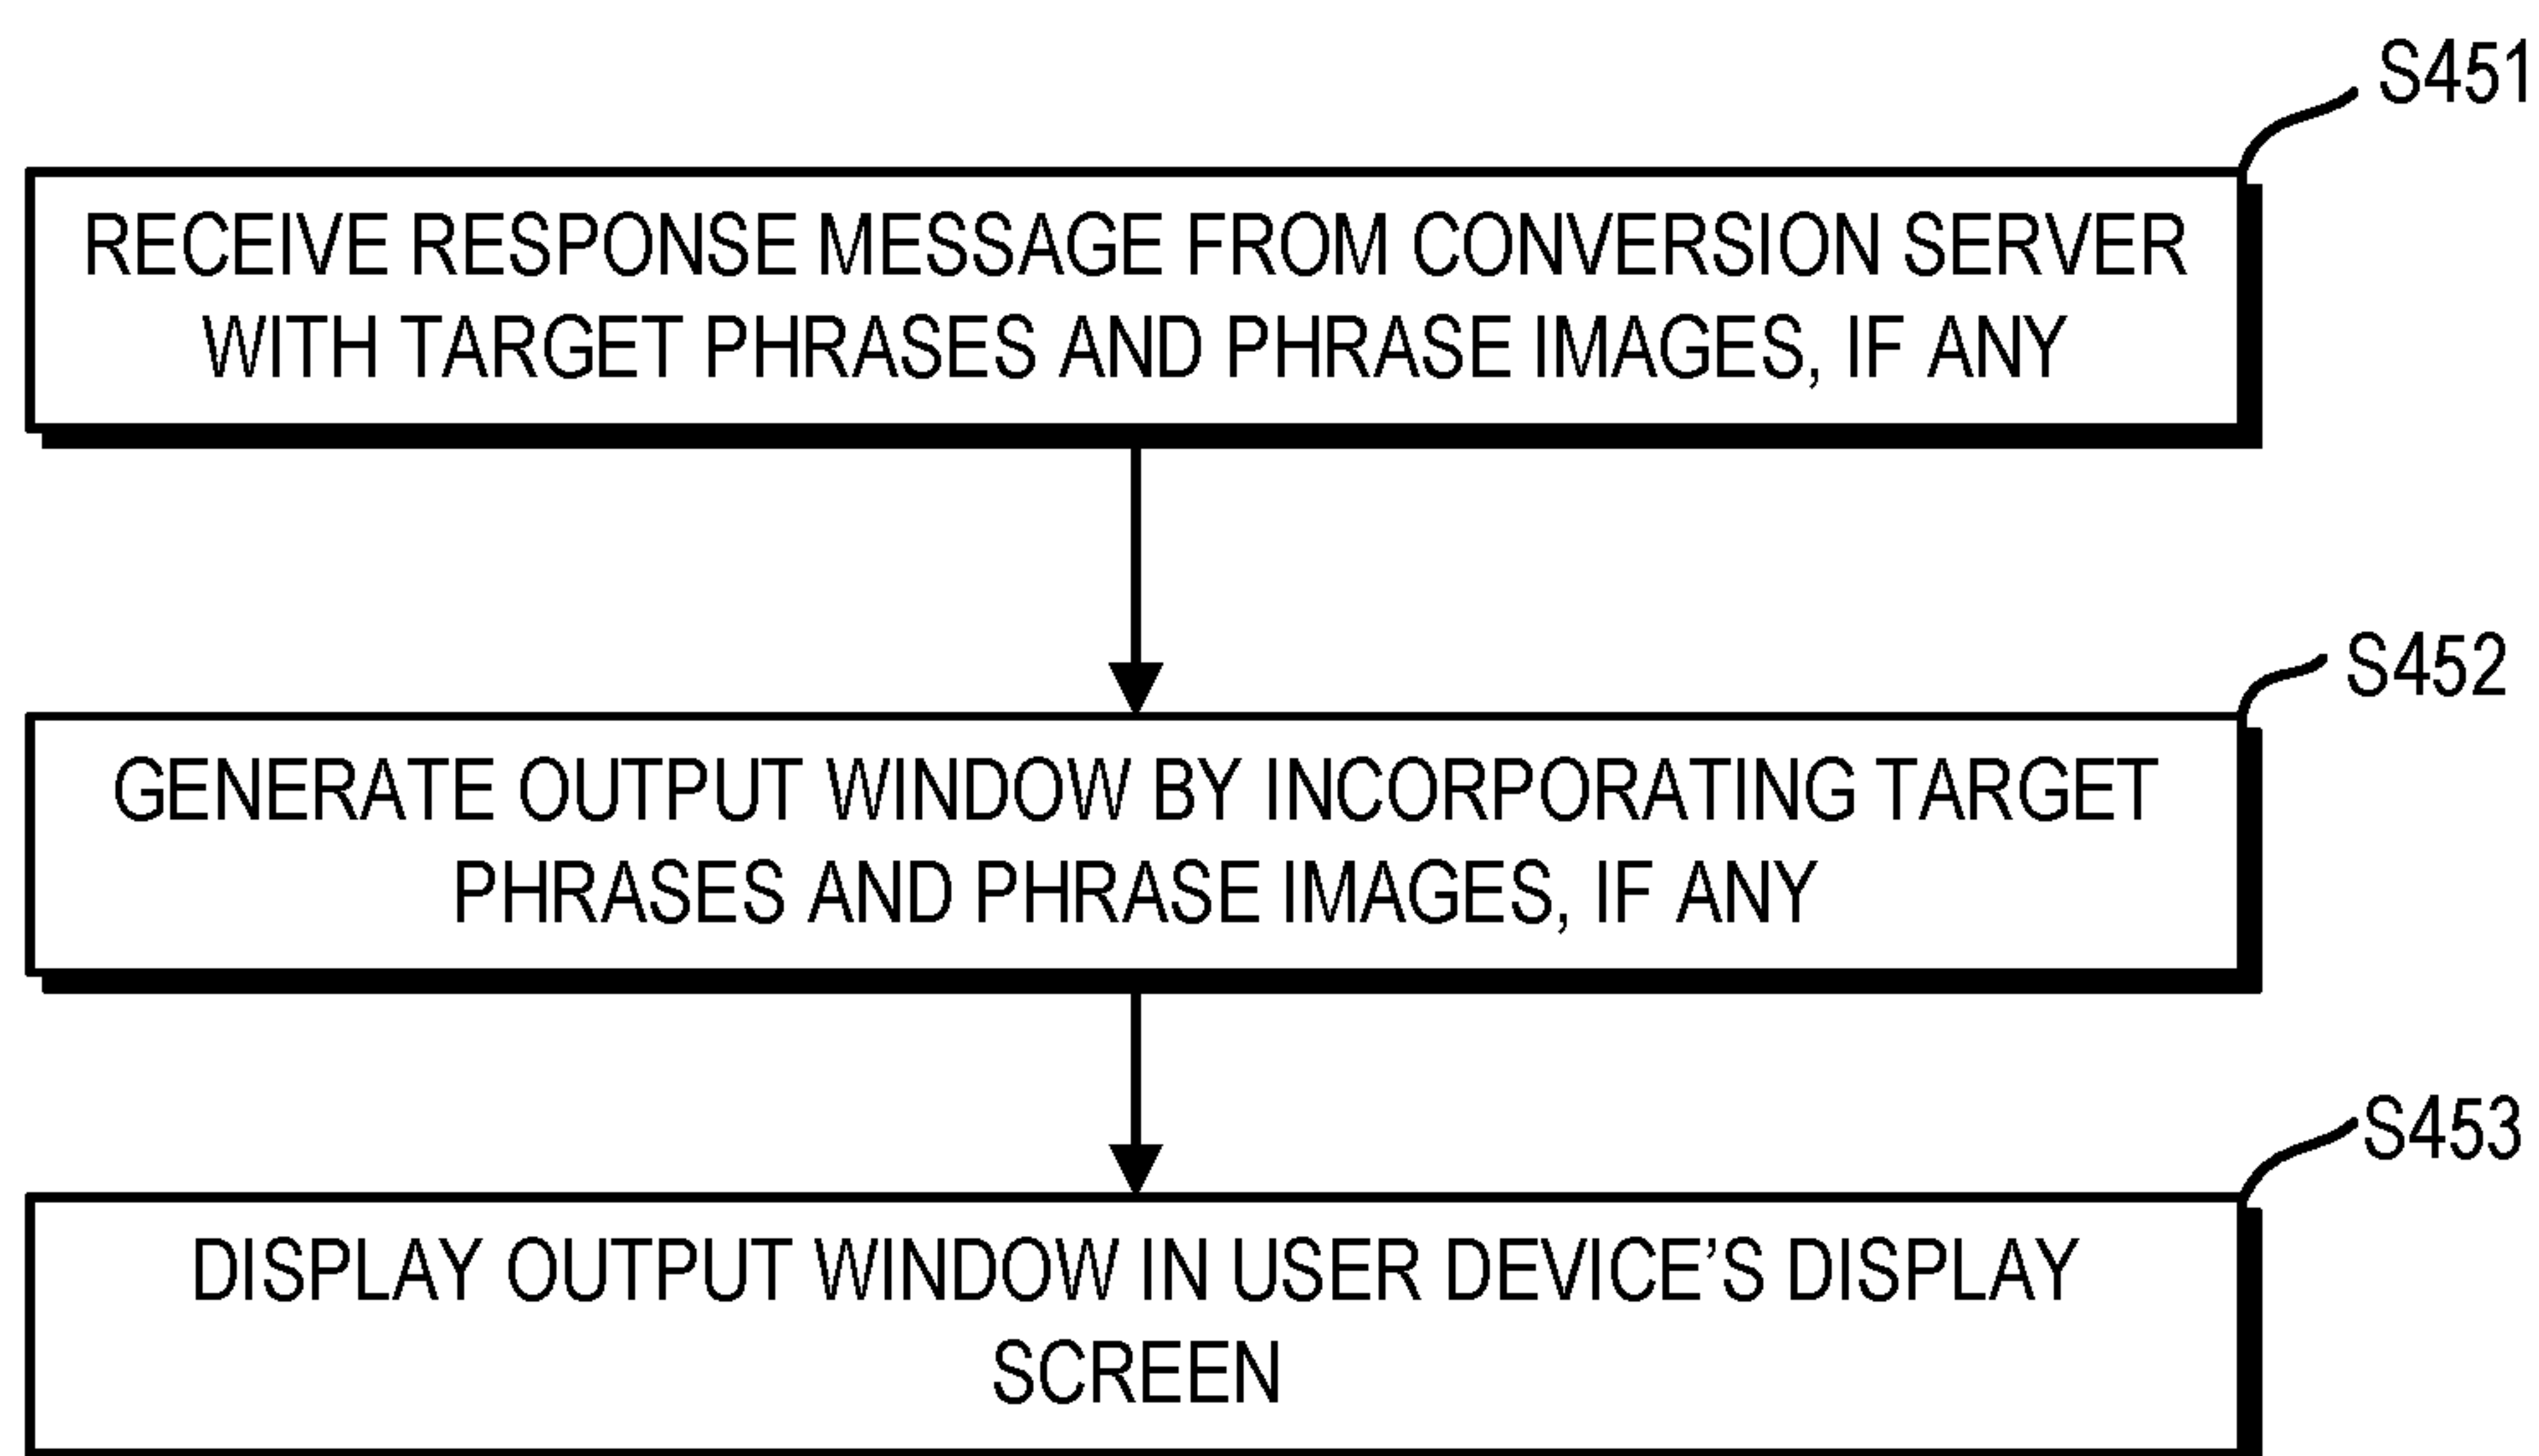 S451
RECEIVE RESPONSE MESSAGE FROM CONVERSION SERVER
WITH TARGET PHRASES AND PHRASE IMAGES, IF ANY
S452
GENERATE OUTPUT WINDOW BY INCORPORATING TARGET
PHRASES AND PHRASE IMAGES, IF ANY
S453
DISPLAY OUTPUT WINDOW IN USER DEVICE’S DISPLAY
SCREEN